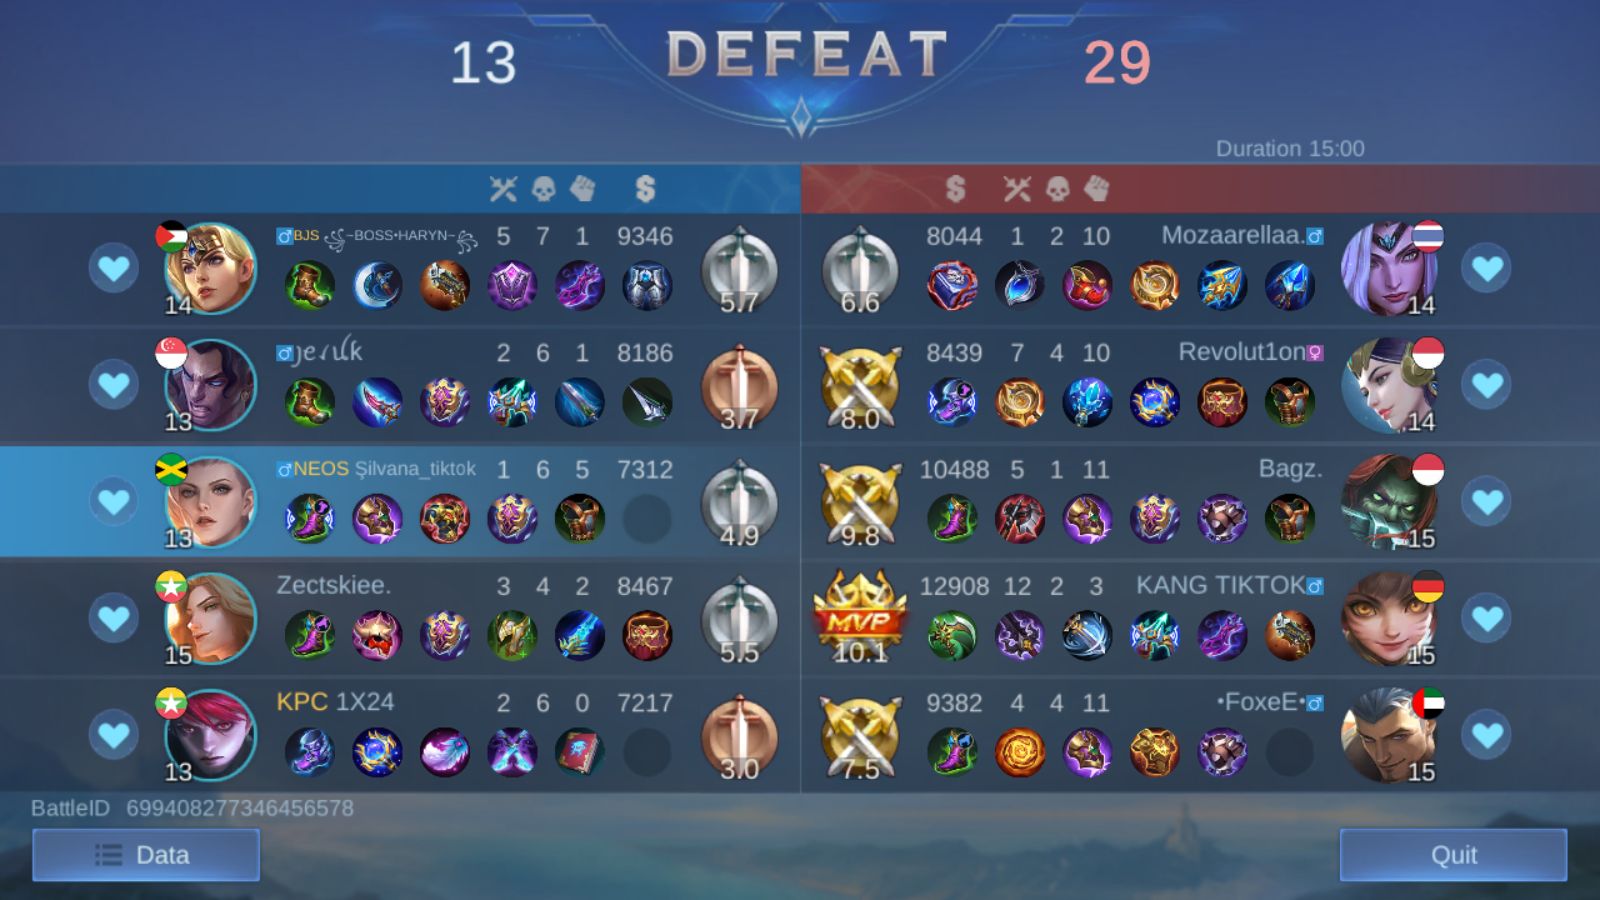 13 DEFEAT 29
Duration 15:00
BJS ~BOSS•HARYN~ 5 7 1 9346
14 5.7
6.6 8044 1 2 10 Mozaarellaa.
14
2 6 1 8186
13 3.7
8.0 8439 7 4 10 Revolut1on
14
NEOS Şilvana_tiktok 1 6 5 7312
13 4.9
9.8 10488 5 1 11 Bagz.
15
Zectskiee. 3 4 2 8467
15 5.5
MVP 10.1 12908 12 2 3 KANG TIKTOK
15
KPC 1X24 2 6 0 7217
13 3.0
7.5 9382 4 4 11 •FoxeE•
15
BattleID 699408277346456578
Data
Quit